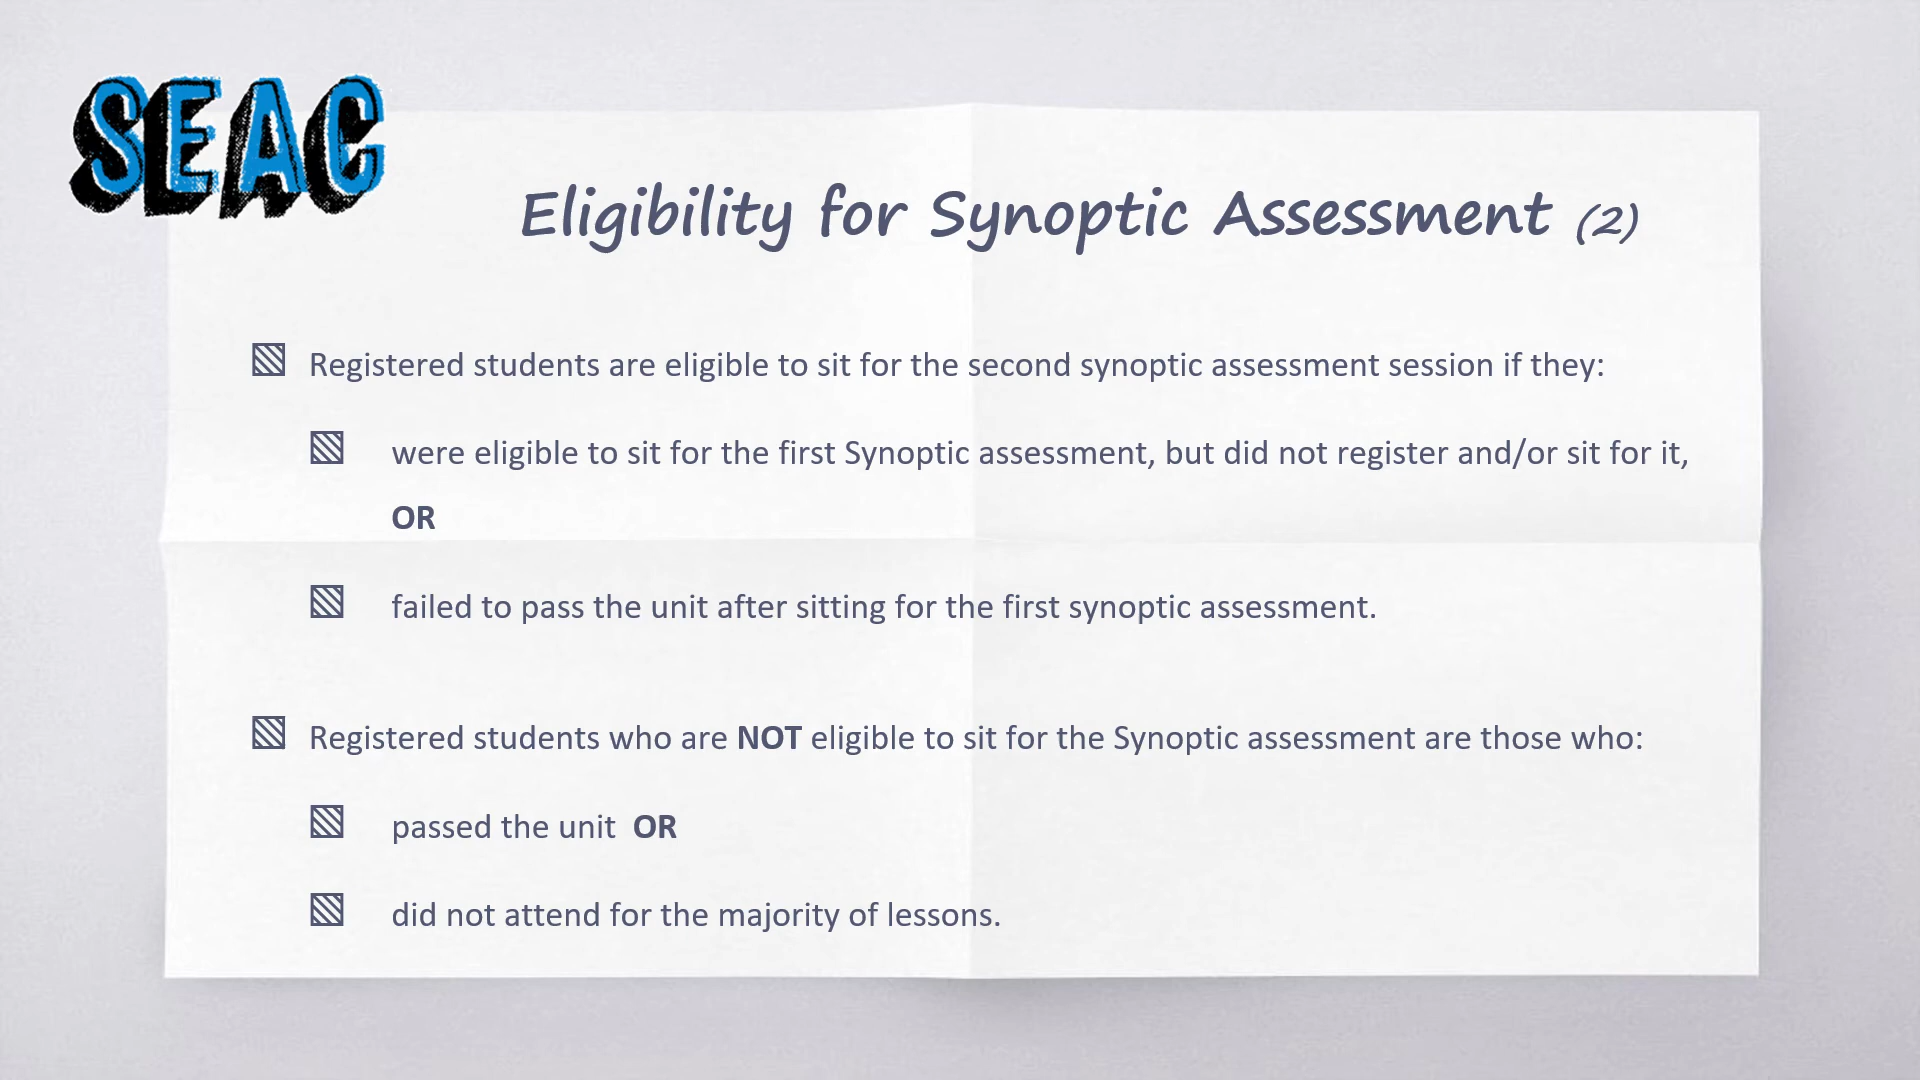 SEAC
Eligibility for Synoptic Assessment (2)
Registered students are eligible to sit for the second synoptic assessment session if they:
were eligible to sit for the first Synoptic assessment, but did not register and/or sit for it,
OR
failed to pass the unit after sitting for the first synoptic assessment.
Registered students who are NOT eligible to sit for the Synoptic assessment are those who:
passed the unit OR
did not attend for the majority of lessons.